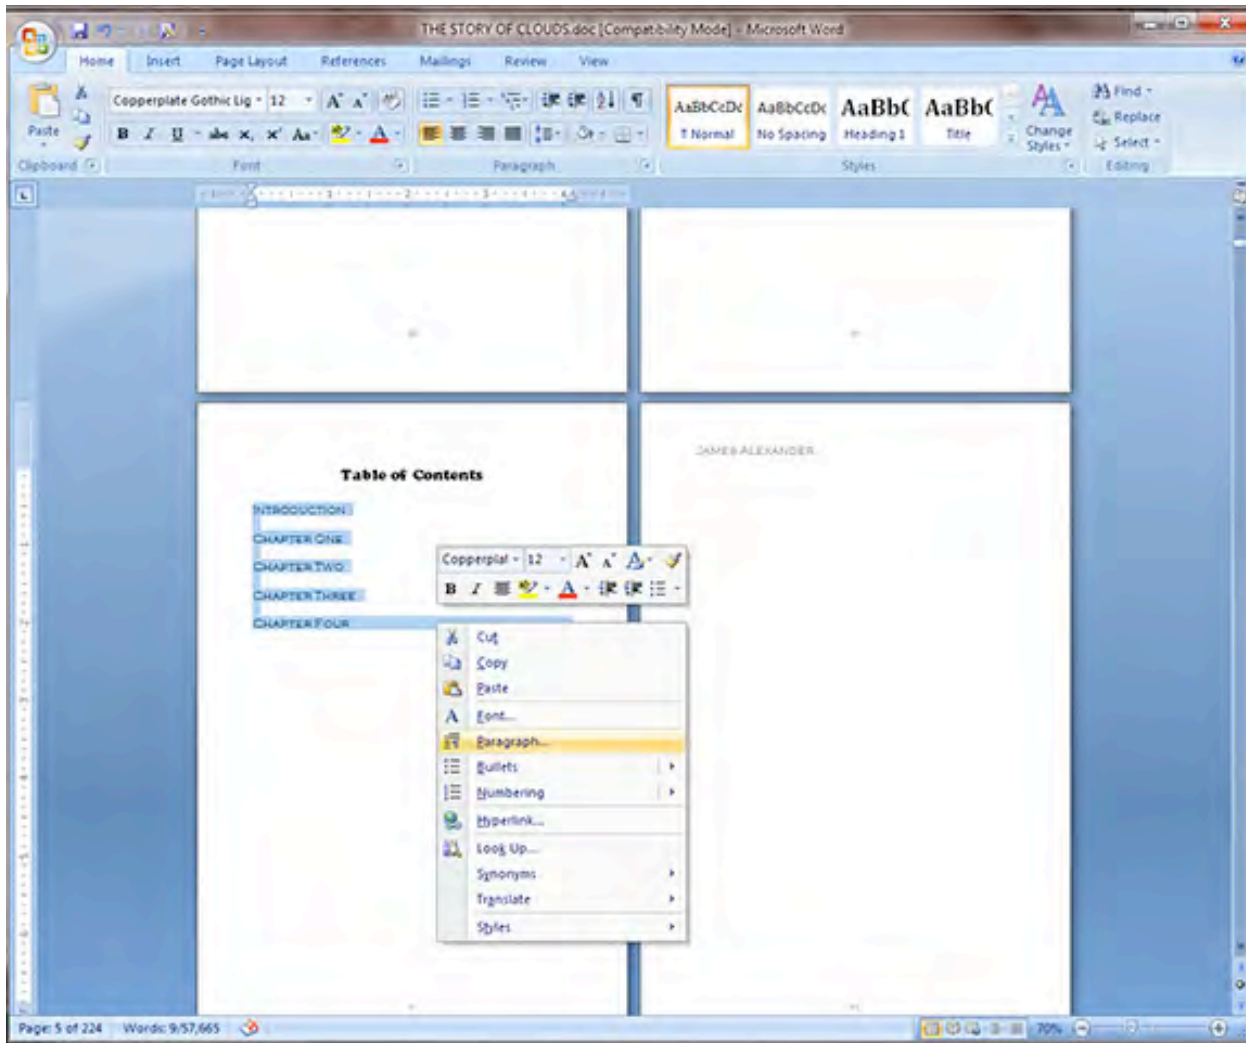 THE STORY OF CLOUDS.doc [Compatibility Mode] - Microsoft Word
Home Insert Page Layout References Mailings Review View
Paste
Copperplate Gothic Lig 12
B I U abc x, x' Aa A
AaBbCcDc AaBbCcDc AaBbC AaBbC
¶ Normal No Spacing Heading 1 Title
Change Styles
Find
Replace
Select
Clipboard Font Paragraph Styles Editing
Table of Contents
INTRODUCTION
CHAPTER ONE
CHAPTER TWO
CHAPTER THREE
CHAPTER FOUR
JAMES ALEXANDER
Copperplat 12 A A A
B I A
Cut
Copy
Paste
Font...
Paragraph...
Bullets
Numbering
Hyperlink...
Look Up...
Synonyms
Translate
Styles
Page: 5 of 224 Words: 9/57,665 70%